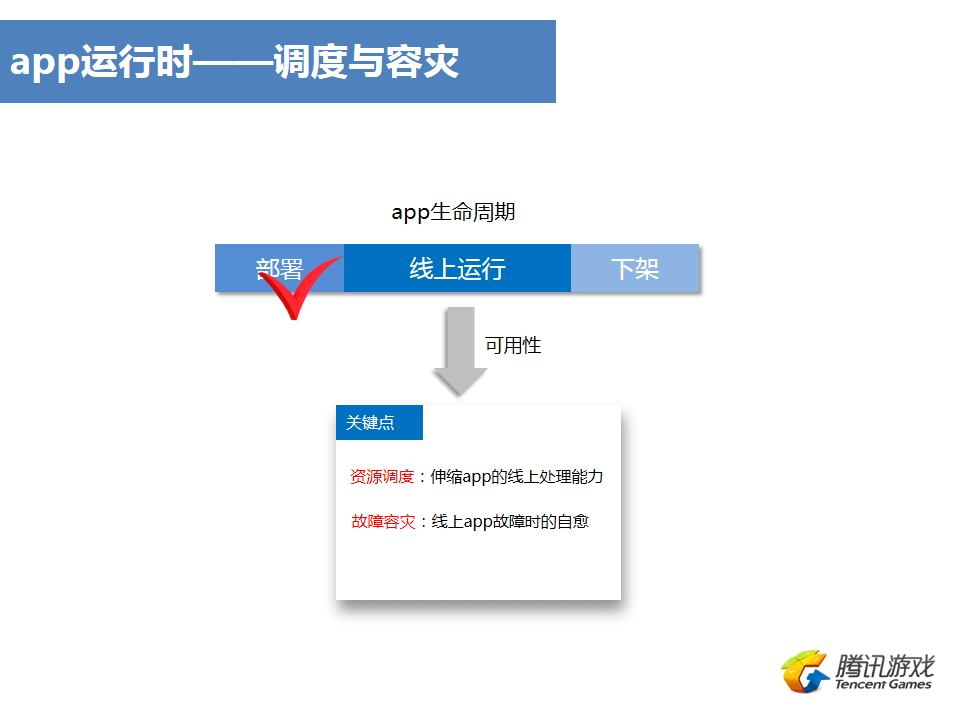 app运行时——调度与容灾
app生命周期
部署 线上运行 下架
可用性
关键点
资源调度：伸缩app的线上处理能力
故障容灾：线上app故障时的自愈
腾讯游戏
Tencent Games